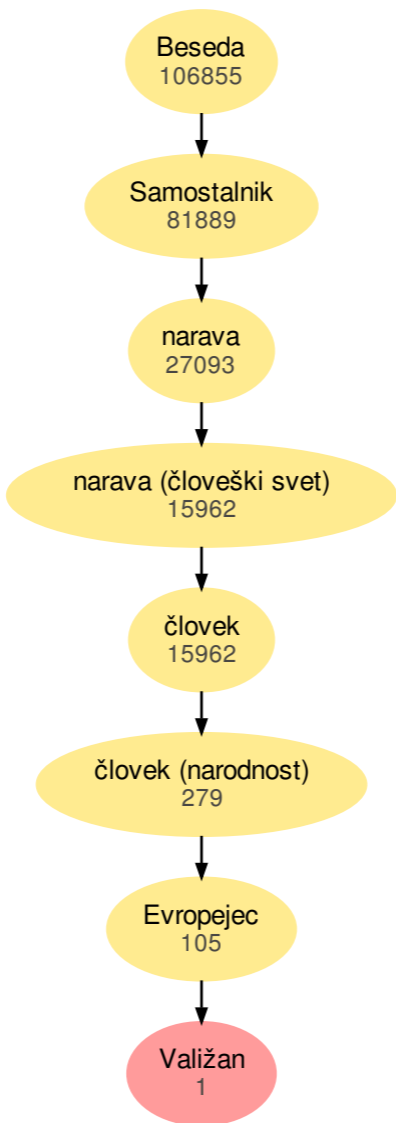 Beseda
106855
Samostalnik
81889
narava
27093
narava (človeški svet)
15962
človek
15962
človek (narodnost)
279
Evropejec
105
Valižan
1